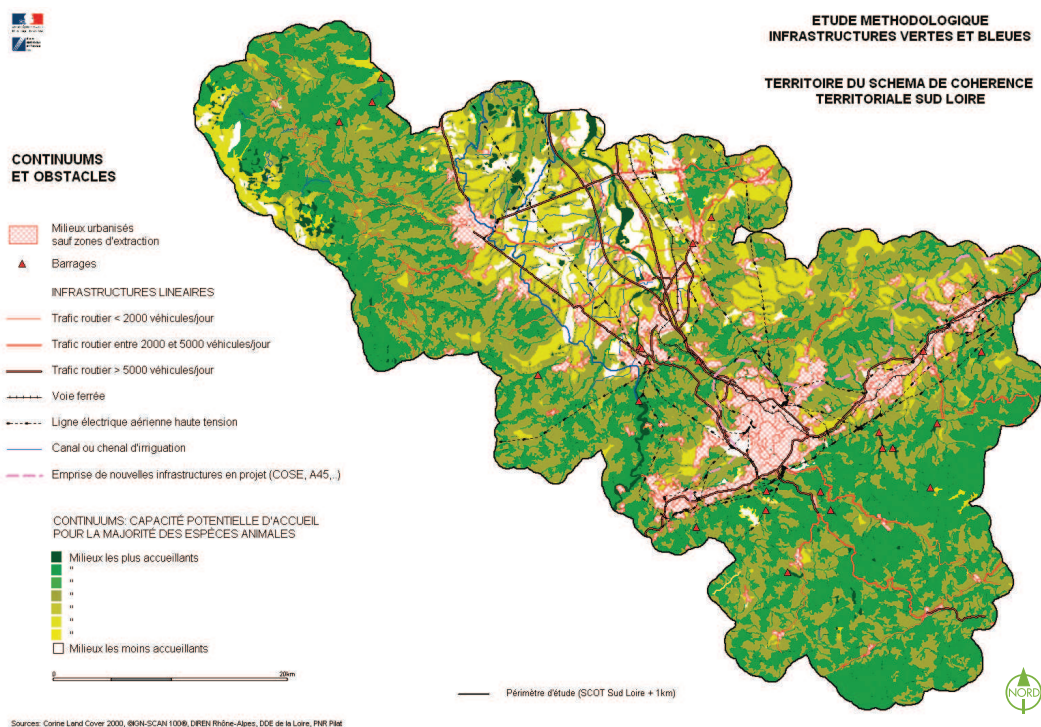 ETUDE METHODOLOGIQUE
INFRASTRUCTURES VERTES ET BLEUES
TERRITOIRE DU SCHEMA DE COHERENCE
TERRITORIALE SUD LOIRE
CONTINUUMS
ET OBSTACLES
Milieux urbanisés
sauf zones d'extraction
Barrages
INFRASTRUCTURES LINEAIRES
Trafic routier < 2000 véhicules/jour
Trafic routier entre 2000 et 5000 véhicules/jour
Trafic routier > 5000 véhicules/jour
Voie ferrée
Ligne électrique aérienne haute tension
Canal ou chenal d'irriguation
Emprise de nouvelles infrastructures en projet (COSE, A45,..)
CONTINUUMS: CAPACITÉ POTENTIELLE D'ACCUEIL
POUR LA MAJORITÉ DES ESPÈCES ANIMALES
Milieux les plus accueillants
"
"
"
"
"
"
Milieux les moins accueillants
0 20km
Périmètre d'étude (SCOT Sud Loire + 1km)
NORD
Sources: Corine Land Cover 2000, ©IGN-SCAN 100®, DIREN Rhône-Alpes, DDE de la Loire, PNR Pilat